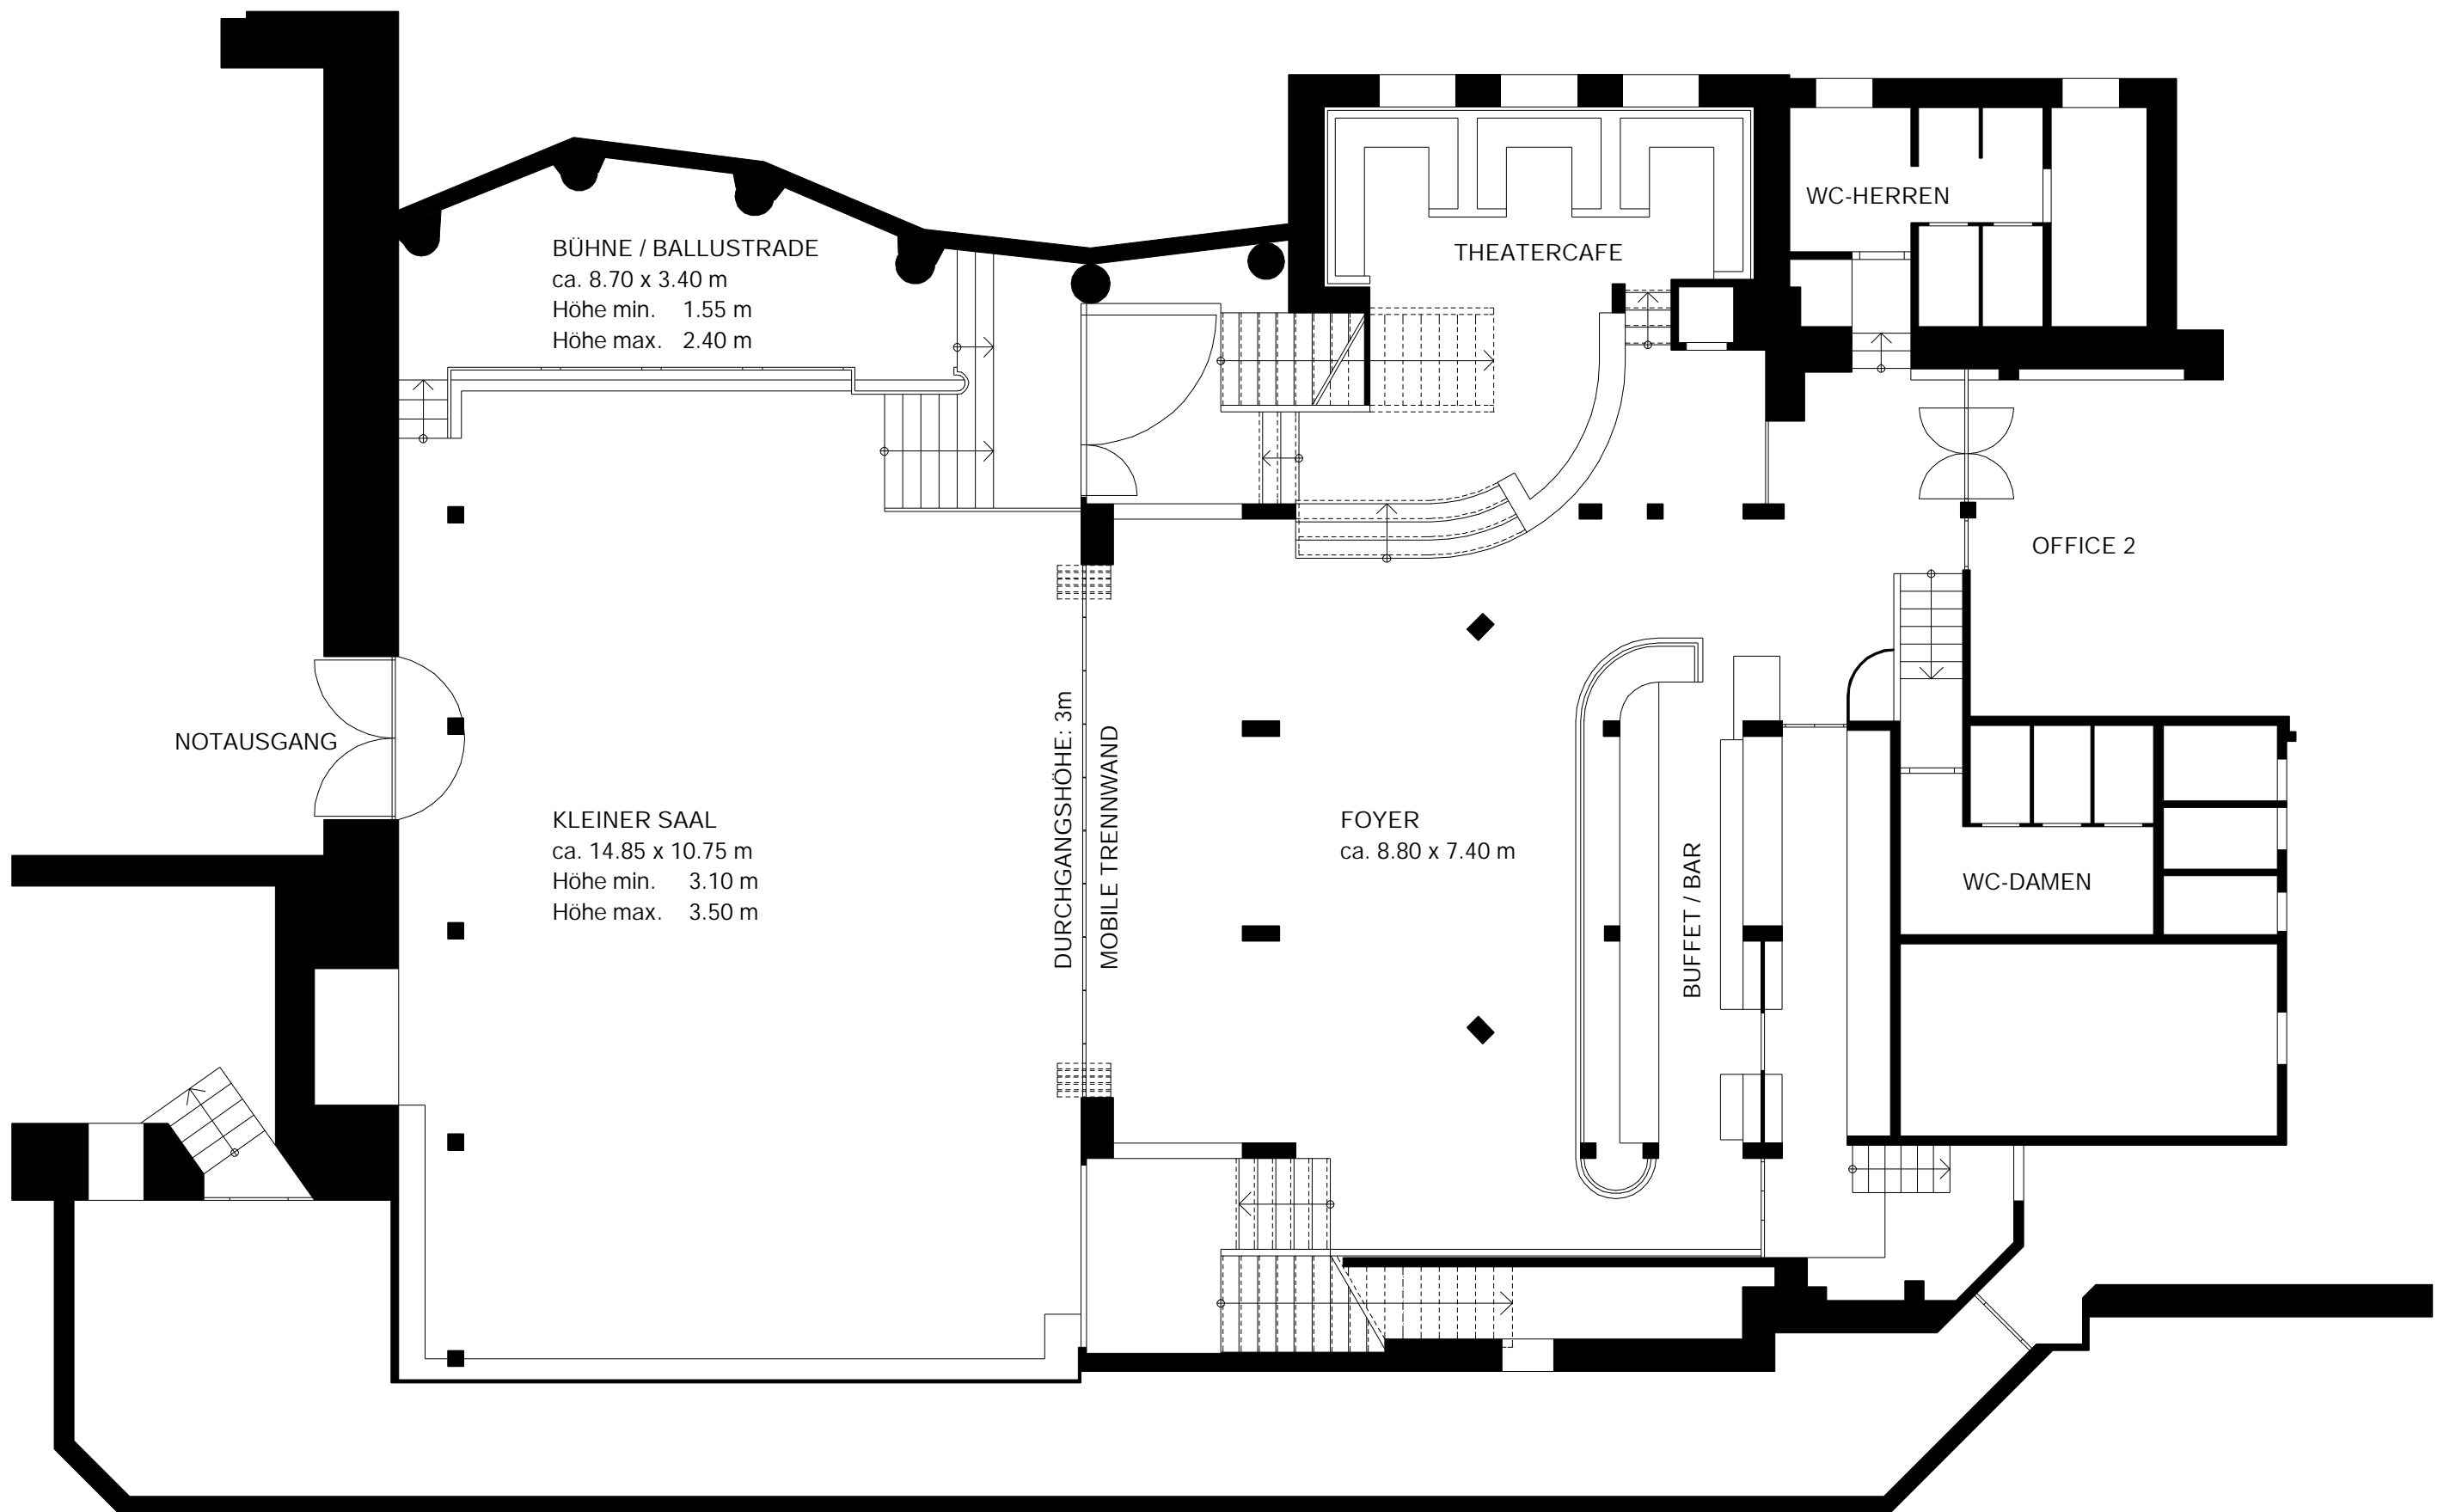 WC-HERREN
BÜHNE / BALLUSTRADE
ca. 8.70 x 3.40 m
Höhe min. 1.55 m
Höhe max. 2.40 m
THEATERCAFE
OFFICE 2
NOTAUSGANG
KLEINER SAAL
ca. 14.85 x 10.75 m
Höhe min. 3.10 m
Höhe max. 3.50 m
DURCHGANGSHÖHE: 3m
MOBILE TRENNWAND
FOYER
ca. 8.80 x 7.40 m
BUFFET / BAR
WC-DAMEN